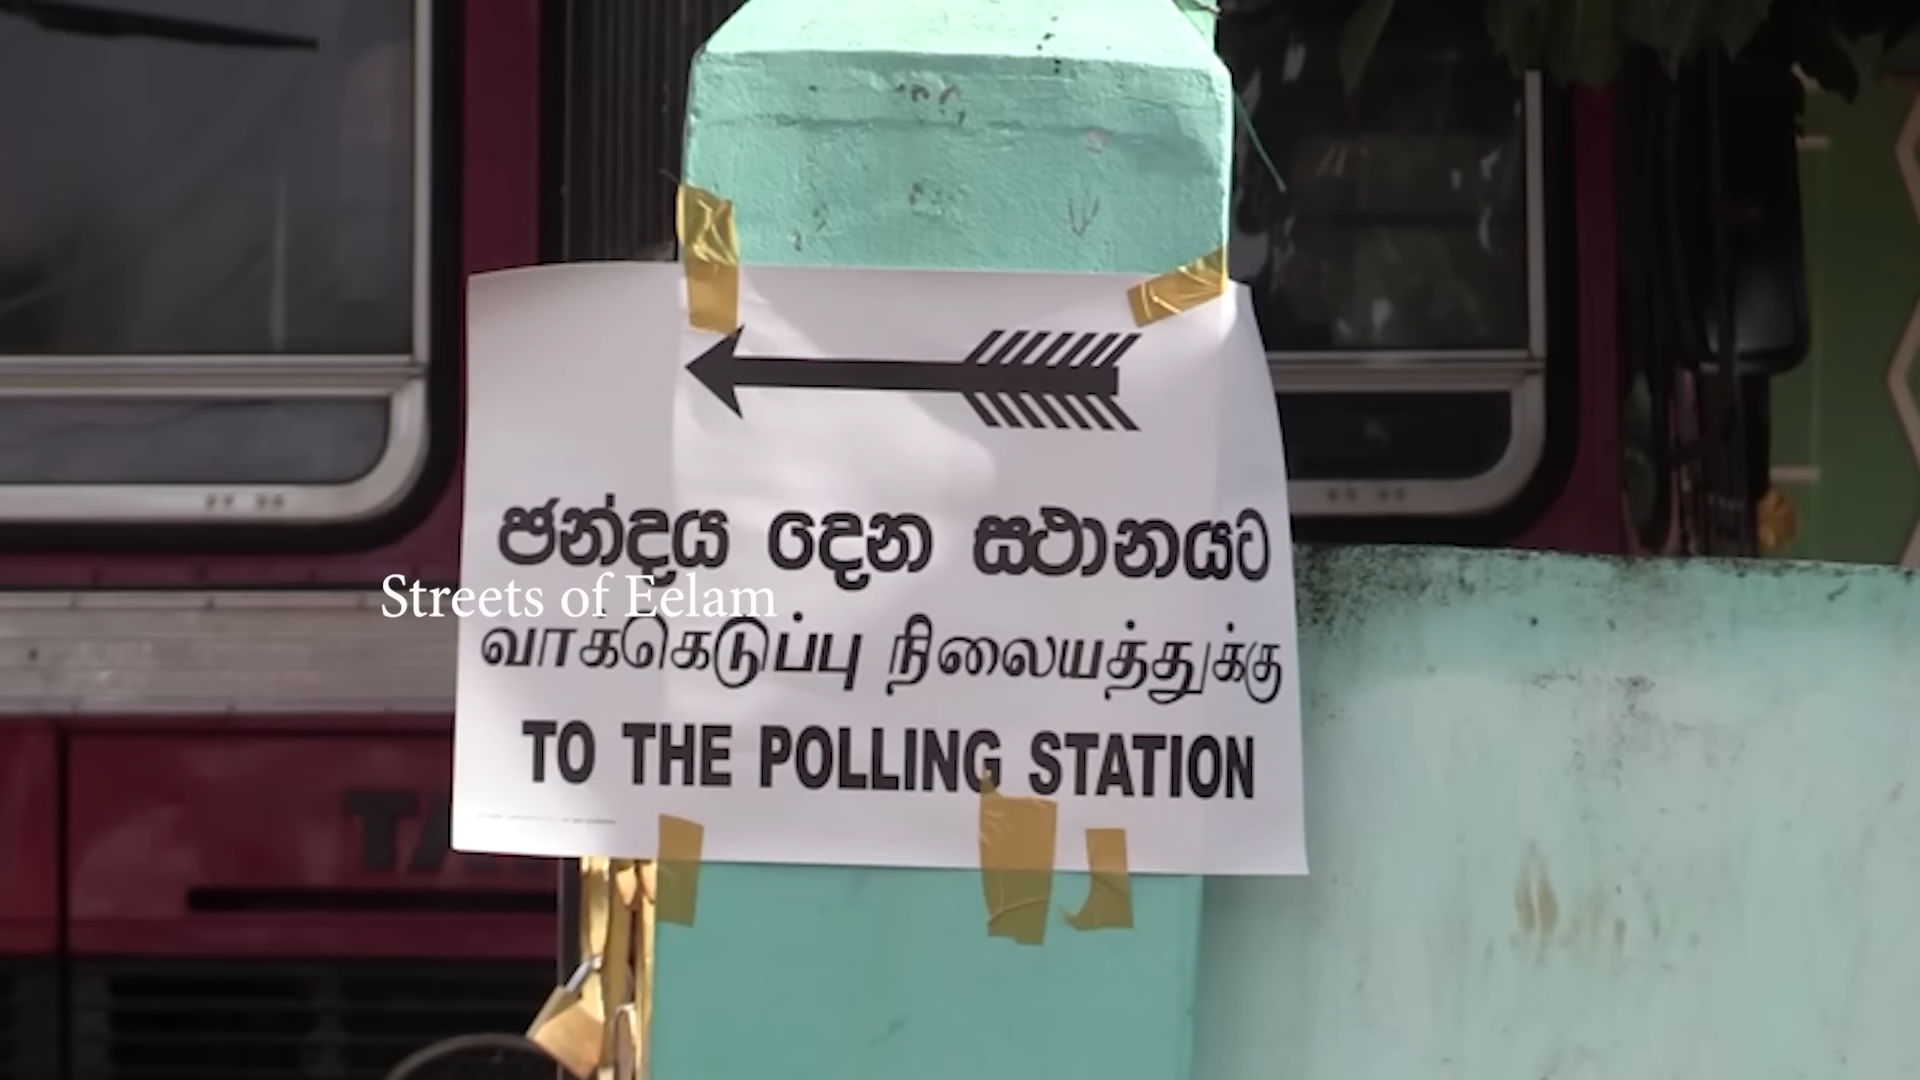 ඡන්දය දෙන ස්ථානයට
Streets of Eelam
வாக்கெடுப்பு நிலையத்துக்கு
TO THE POLLING STATION